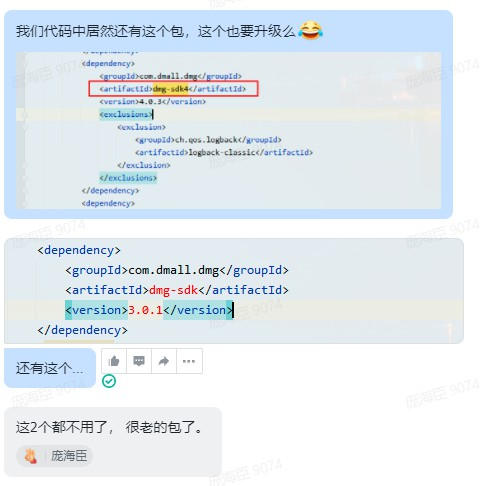 我们代码中居然还有这个包，这个也要升级么😂
</dependency>
<dependency>
<groupId>com.dmall.dmg</groupId>
<artifactId>dmg-sdk4</artifactId>
<version>4.0.3</version>
<exclusions>
<exclusion>
<groupId>ch.qos.logback</groupId>
<artifactId>logback-classic</artifactId>
</exclusion>
</exclusions>
</dependency>
<dependency>
<dependency>
<groupId>com.dmall.dmg</groupId>
<artifactId>dmg-sdk</artifactId>
<version>3.0.1</version>
</dependency>
还有这个...
这2个都不用了， 很老的包了。
庞海臣
庞海臣 9074